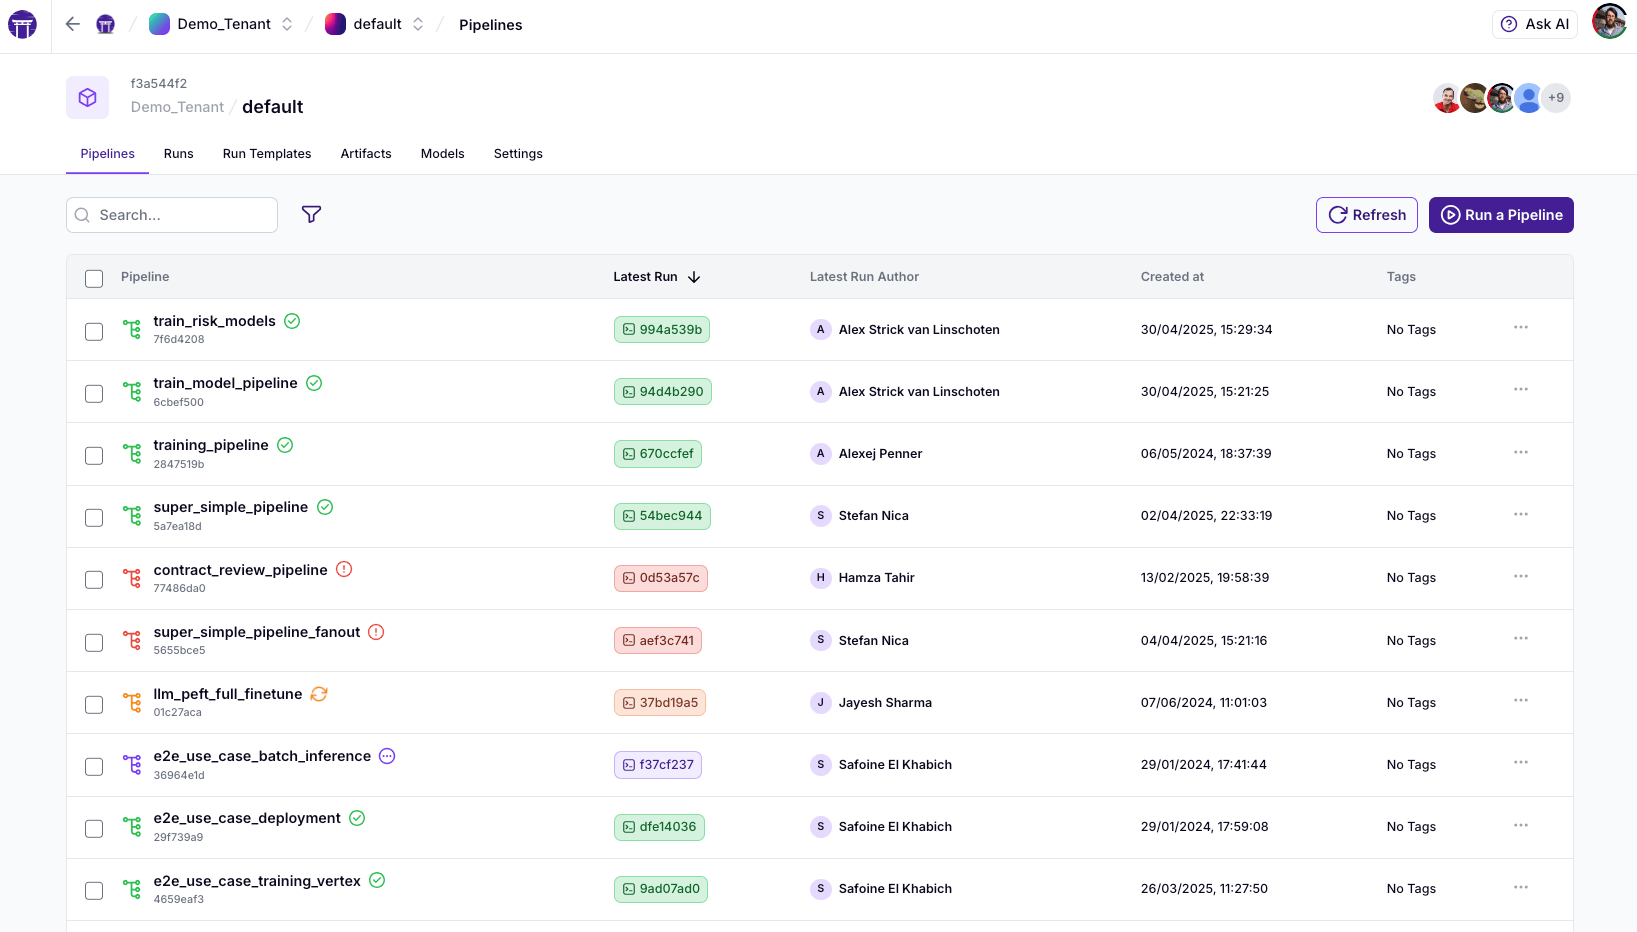 Demo_Tenant / default / Pipelines
Ask AI
f3a544f2
Demo_Tenant / default
+9
Pipelines Runs Run Templates Artifacts Models Settings
Search...
Refresh Run a Pipeline
Pipeline Latest Run Latest Run Author Created at Tags
train_risk_models
7f6d4208
994a539b A Alex Strick van Linschoten 30/04/2025, 15:29:34 No Tags
train_model_pipeline
6cbef500
94d4b290 A Alex Strick van Linschoten 30/04/2025, 15:21:25 No Tags
training_pipeline
2847519b
670ccfef A Alexej Penner 06/05/2024, 18:37:39 No Tags
super_simple_pipeline
5a7ea18d
54bec944 S Stefan Nica 02/04/2025, 22:33:19 No Tags
contract_review_pipeline
77486da0
0d53a57c H Hamza Tahir 13/02/2025, 19:58:39 No Tags
super_simple_pipeline_fanout
5655bce5
aef3c741 S Stefan Nica 04/04/2025, 15:21:16 No Tags
llm_peft_full_finetune
01c27aca
37bd19a5 J Jayesh Sharma 07/06/2024, 11:01:03 No Tags
e2e_use_case_batch_inference
36964e1d
f37cf237 S Safoine El Khabich 29/01/2024, 17:41:44 No Tags
e2e_use_case_deployment
29f739a9
dfe14036 S Safoine El Khabich 29/01/2024, 17:59:08 No Tags
e2e_use_case_training_vertex
4659eaf3
9ad07ad0 S Safoine El Khabich 26/03/2025, 11:27:50 No Tags